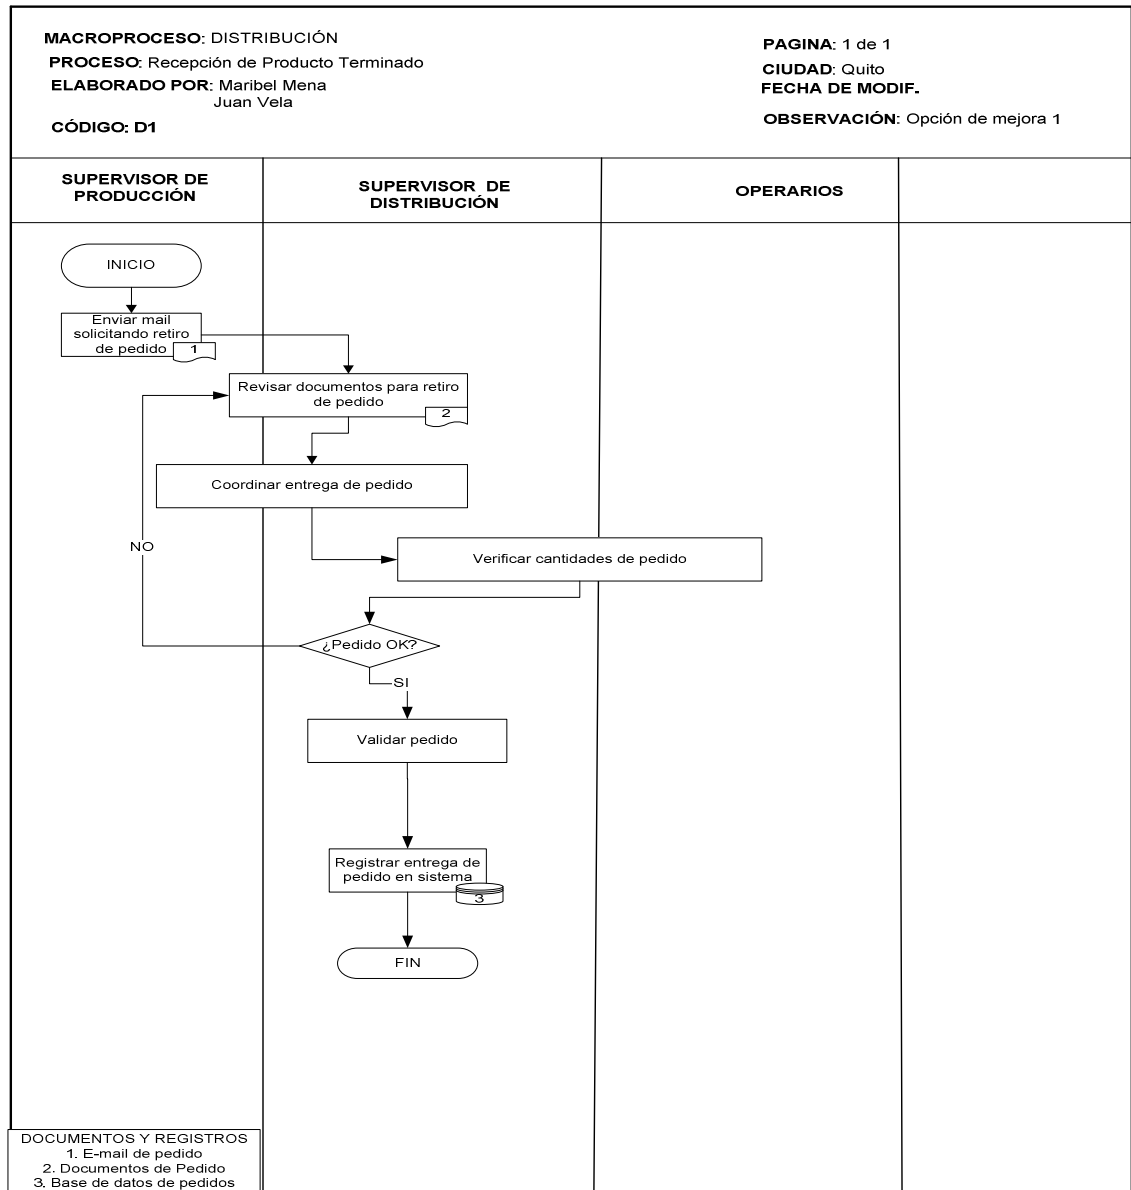 MACROPROCESO: DISTRIBUCIÓN
PROCESO: Recepción de Producto Terminado
ELABORADO POR: Maribel Mena
Juan Vela
CÓDIGO: D1
PAGINA: 1 de 1
CIUDAD: Quito
FECHA DE MODIF.
OBSERVACIÓN: Opción de mejora 1
SUPERVISOR DE
PRODUCCIÓN
SUPERVISOR DE
DISTRIBUCIÓN
OPERARIOS
INICIO
Enviar mail
solicitando retiro
de pedido
1
Revisar documentos para retiro
de pedido
2
Coordinar entrega de pedido
NO
Verificar cantidades de pedido
¿Pedido OK?
SI
Validar pedido
Registrar entrega de
pedido en sistema
3
FIN
DOCUMENTOS Y REGISTROS
1. E-mail de pedido
2. Documentos de Pedido
3. Base de datos de pedidos